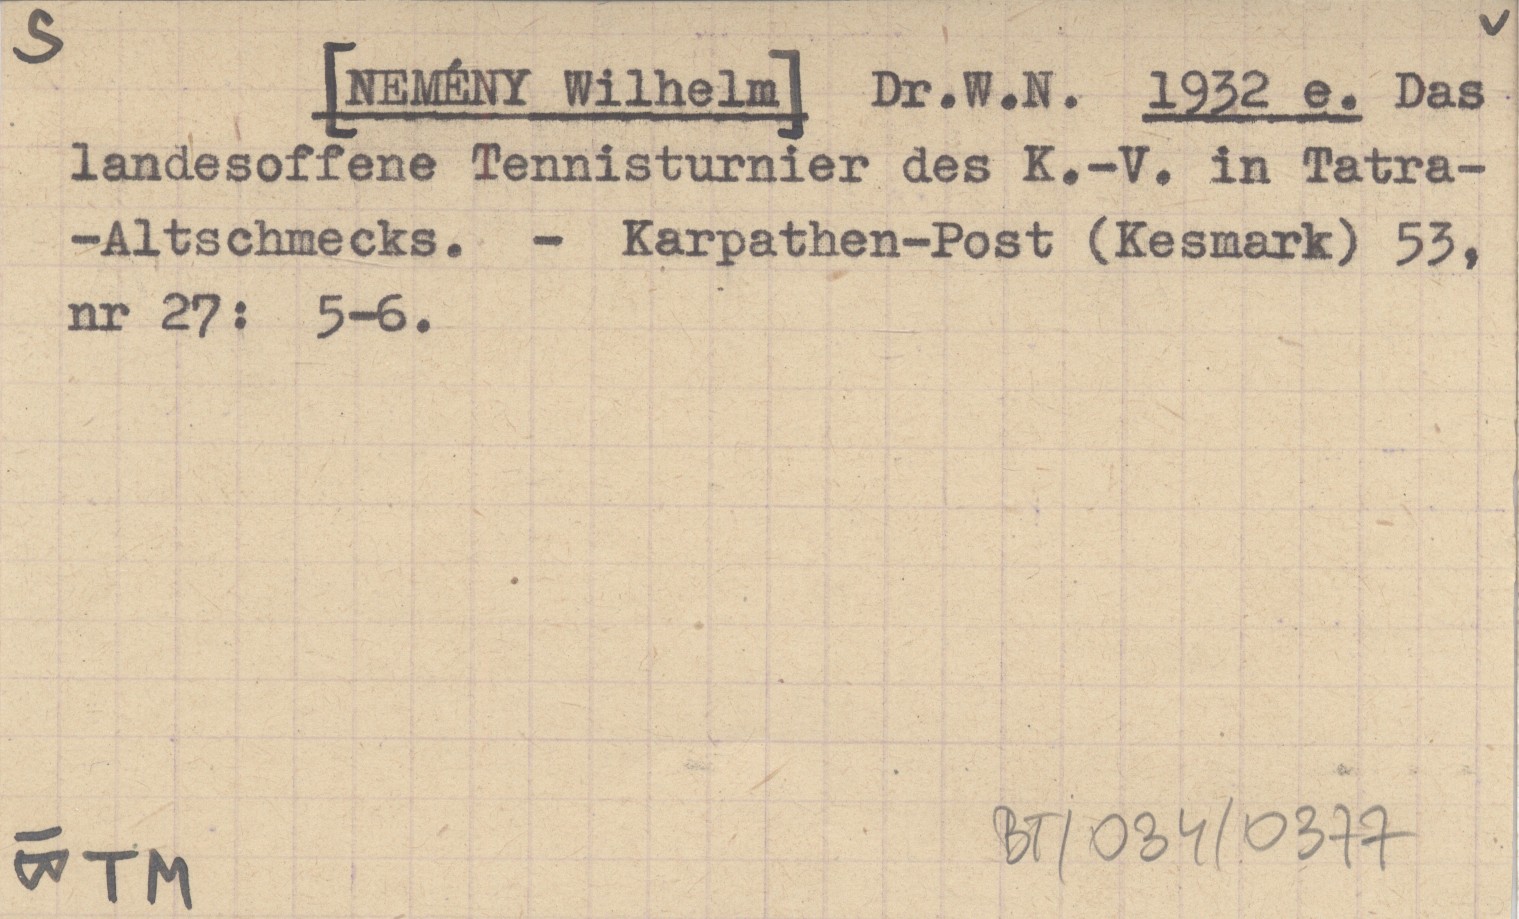 S v
[NEMÉNY Wilhelm] Dr.W.N. 1932 e. Das
landesoffene Tennisturnier des K.-V. in Tatra-
-Altschmecks. - Karpathen-Post (Kesmark) 53,
nr 27: 5-6.
BT/034/0377
TM